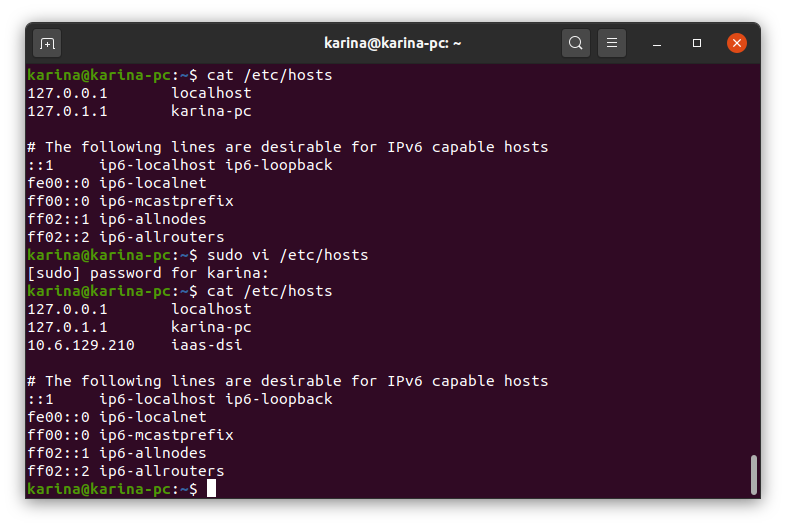 karina@karina-pc: ~
karina@karina-pc:~$ cat /etc/hosts
127.0.0.1       localhost
127.0.1.1       karina-pc

# The following lines are desirable for IPv6 capable hosts
::1     ip6-localhost ip6-loopback
fe00::0 ip6-localnet
ff00::0 ip6-mcastprefix
ff02::1 ip6-allnodes
ff02::2 ip6-allrouters
karina@karina-pc:~$ sudo vi /etc/hosts
[sudo] password for karina:
karina@karina-pc:~$ cat /etc/hosts
127.0.0.1       localhost
127.0.1.1       karina-pc
10.6.129.210    iaas-dsi

# The following lines are desirable for IPv6 capable hosts
::1     ip6-localhost ip6-loopback
fe00::0 ip6-localnet
ff00::0 ip6-mcastprefix
ff02::1 ip6-allnodes
ff02::2 ip6-allrouters
karina@karina-pc:~$